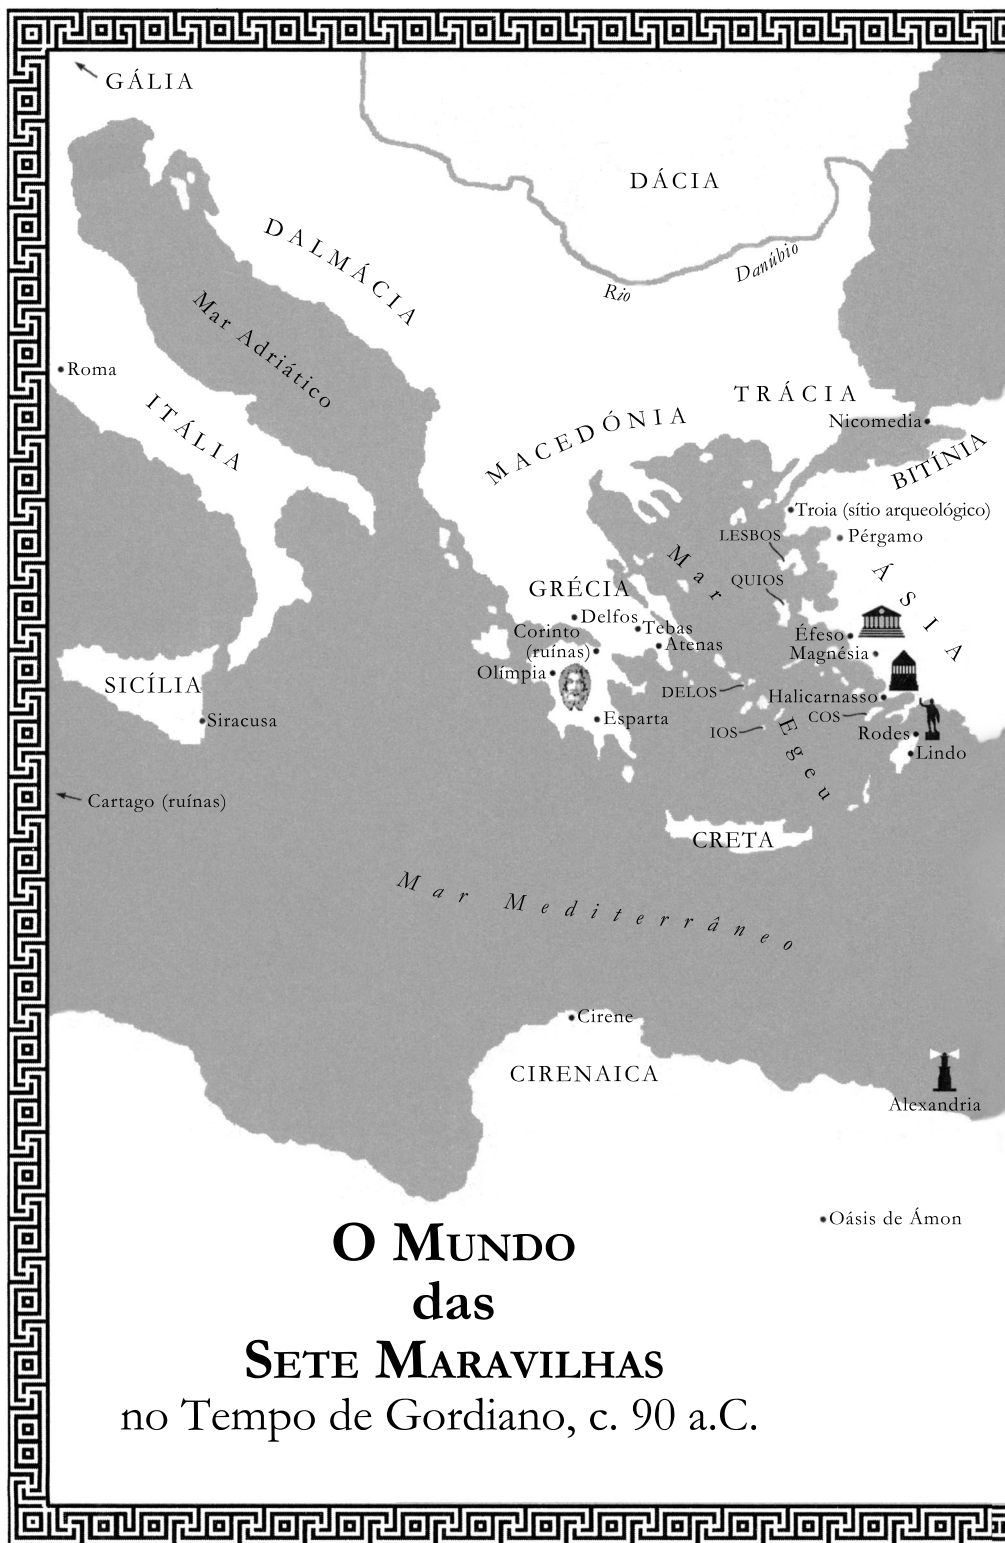 GÁLIA
DÁCIA
DALMÁCIA
Rio Danúbio
Mar Adriático
Roma
ITÁLIA
TRÁCIA
MACEDÓNIA
Nicomedia
BITÍNIA
Troia (sítio arqueológico)
LESBOS
Pérgamo
Mar Egeu
QUIOS
ÁSIA
GRÉCIA
Delfos
Tebas
Corinto
(ruínas)
Atenas
Éfeso
Magnésia
Olímpia
SICÍLIA
DELOS
Halicarnasso
Siracusa
Esparta
COS
IOS
Rodes
Lindo
Cartago (ruínas)
CRETA
Mar Mediterrâneo
Cirene
CIRENAICA
Alexandria
Oásis de Ámon
O MUNDO
das
SETE MARAVILHAS
no Tempo de Gordiano, c. 90 a.C.